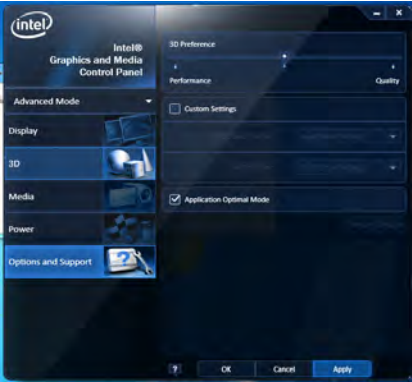 intel
Intel®
Graphics and Media
Control Panel
Advanced Mode
Display
3D
Media
Power
Options and Support
3D Preference
Performance
Quality
Custom Settings
Application Optimal Mode
?
OK
Cancel
Apply